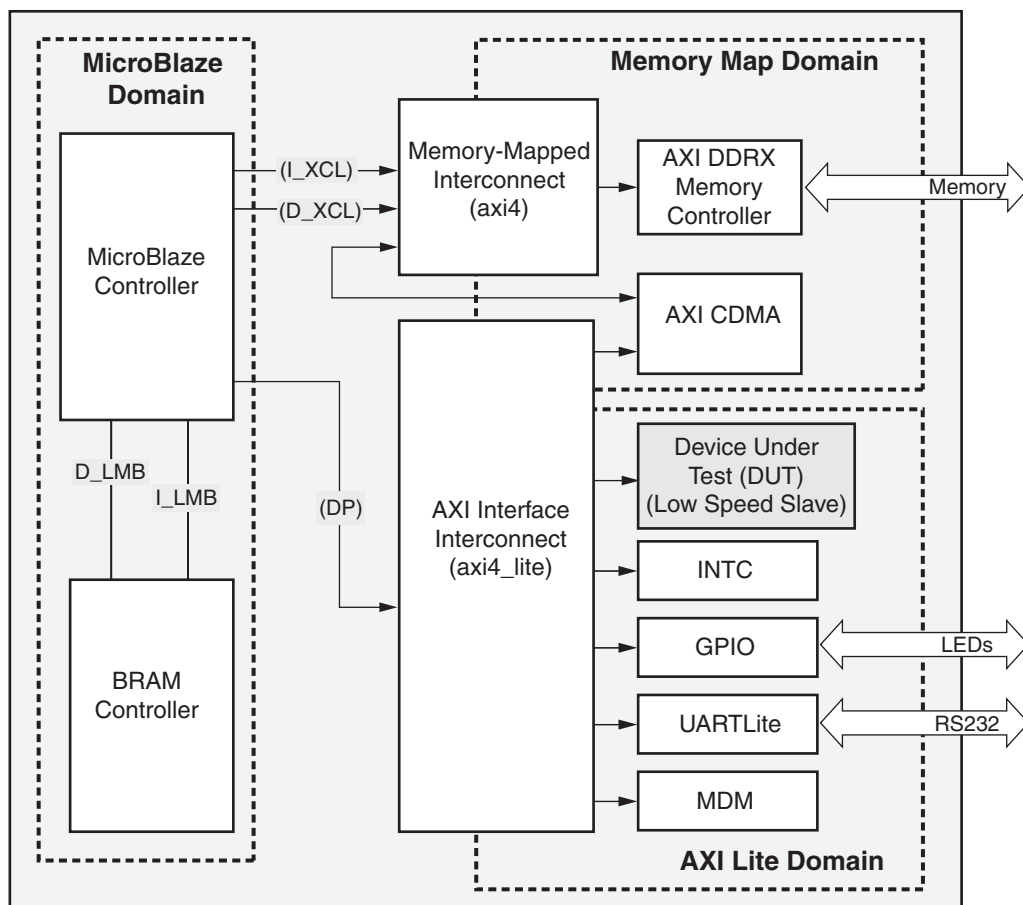 MicroBlaze
Domain
MicroBlaze
Controller
D_LMB
I_LMB
BRAM
Controller
(I_XCL)
(D_XCL)
(DP)
Memory Map Domain
Memory-Mapped
Interconnect
(axi4)
AXI DDRX
Memory
Controller
Memory
AXI CDMA
AXI Interface
Interconnect
(axi4_lite)
Device Under
Test (DUT)
(Low Speed Slave)
INTC
GPIO
LEDs
UARTLite
RS232
MDM
AXI Lite Domain